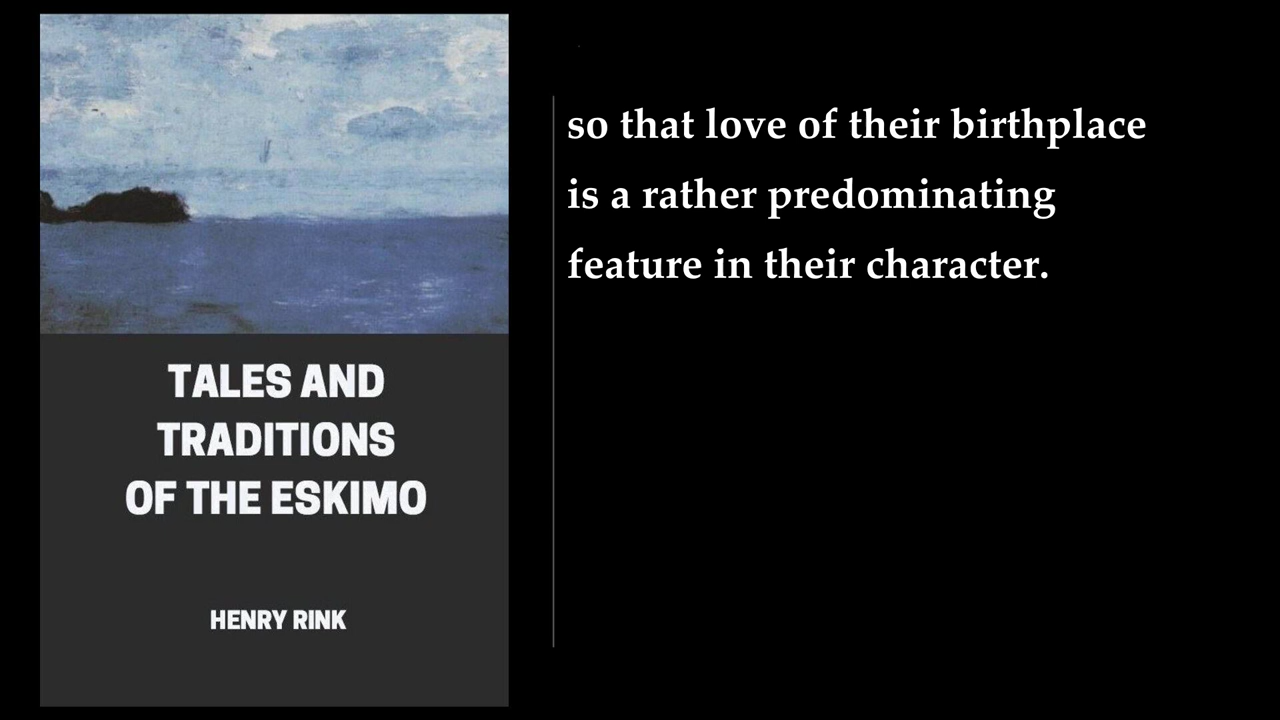 TALES AND
TRADITIONS
OF THE ESKIMO
HENRY RINK
so that love of their birthplace
is a rather predominating
feature in their character.